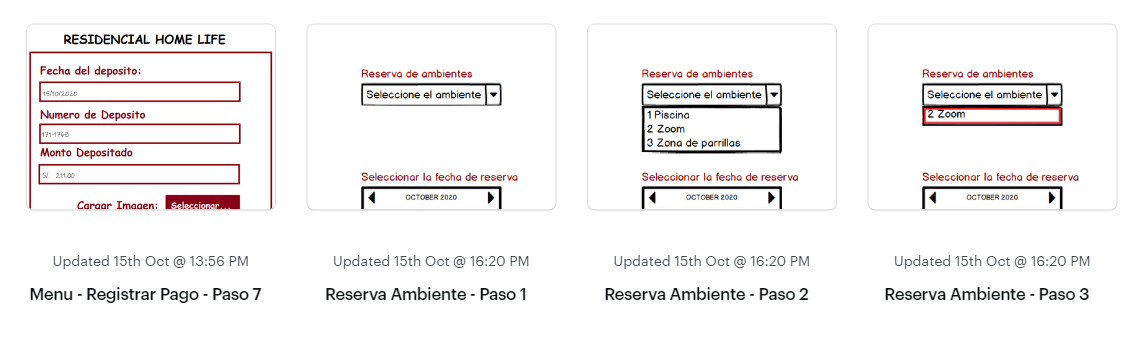 RESIDENCIAL HOME LIFE
Fecha del deposito:
15/10/2020
Numero de Deposito
131-1768
Monto Depositado
S/. 211.00
Cargar Imagen: Seleccionar...
Updated 15th Oct @ 13:56 PM
Menu - Registrar Pago - Paso 7
Reserva de ambientes
Seleccione el ambiente
Seleccionar la fecha de reserva
OCTOBER 2020
Updated 15th Oct @ 16:20 PM
Reserva Ambiente - Paso 1
Reserva de ambientes
Seleccione el ambiente
1 Piscina
2 Zoom
3 Zona de parrillas
Seleccionar la fecha de reserva
OCTOBER 2020
Updated 15th Oct @ 16:20 PM
Reserva Ambiente - Paso 2
Reserva de ambientes
Seleccione el ambiente
2 Zoom
Seleccionar la fecha de reserva
OCTOBER 2020
Updated 15th Oct @ 16:20 PM
Reserva Ambiente - Paso 3